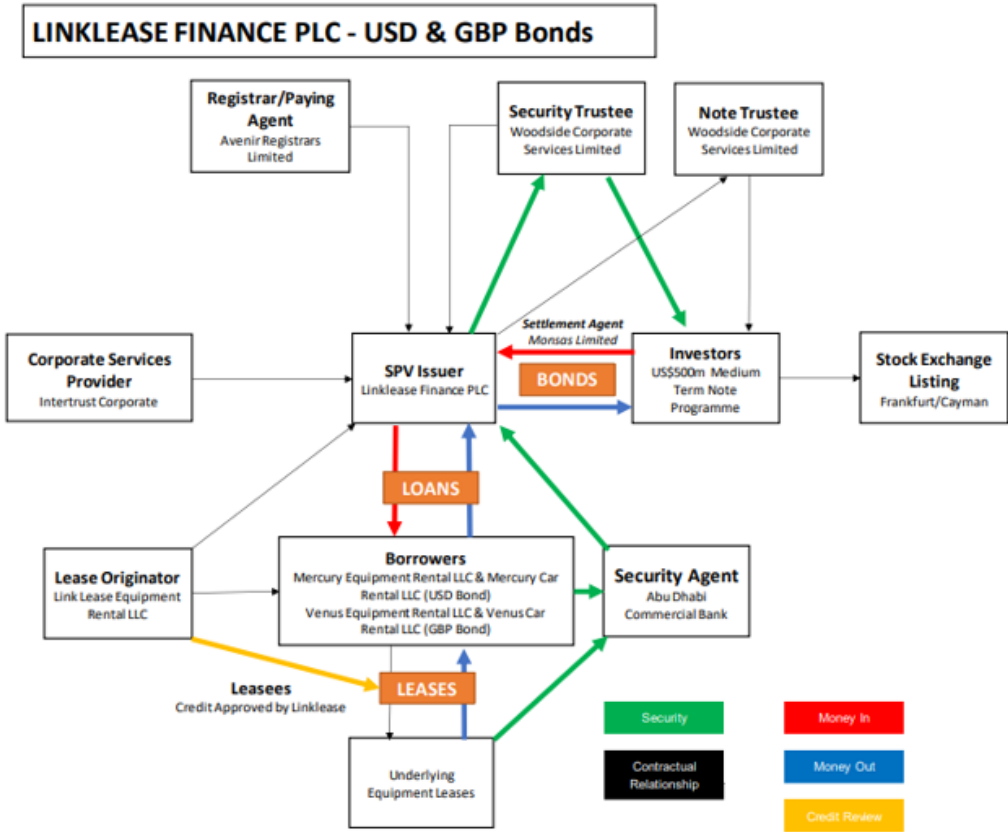 LINKLEASE FINANCE PLC - USD & GBP Bonds
Registrar/Paying
Agent
Avenir Registrars
Limited
Security Trustee
Woodside Corporate
Services Limited
Note Trustee
Woodside Corporate
Services Limited
Corporate Services
Provider
Intertrust Corporate
SPV Issuer
Linklease Finance PLC
Settlement Agent
Monsas Limited
BONDS
Investors
US$500m Medium
Term Note
Programme
Stock Exchange
Listing
Frankfurt/Cayman
LOANS
Lease Originator
Link Lease Equipment
Rental LLC
Borrowers
Mercury Equipment Rental LLC & Mercury Car
Rental LLC (USD Bond)
Venus Equipment Rental LLC & Venus Car
Rental LLC (GBP Bond)
Security Agent
Abu Dhabi
Commercial Bank
Leasees
Credit Approved by Linklease
LEASES
Underlying
Equipment Leases
Security
Money In
Contractual
Relationship
Money Out
Credit Review